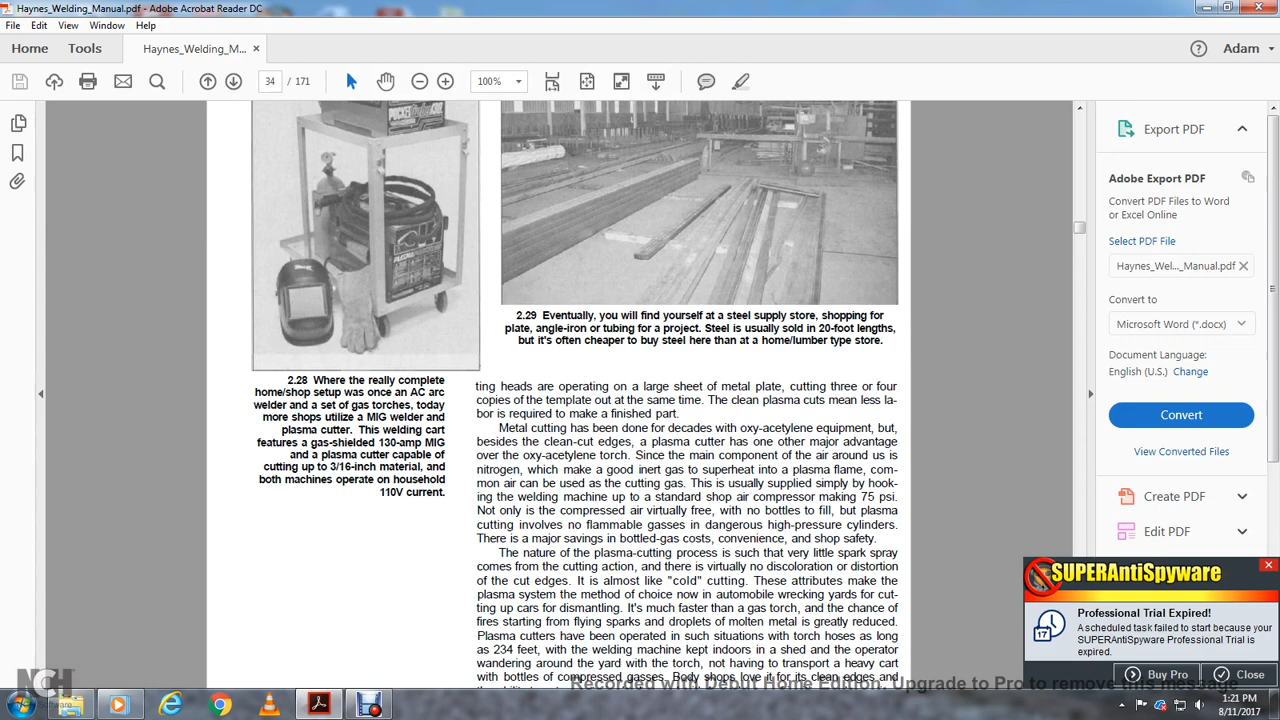 Haynes_Welding_Manual.pdf - Adobe Acrobat Reader DC
File Edit View Window Help
Home Tools Haynes_Welding_M... × Adam
34 / 171 100%
Export PDF
Adobe Export PDF
Convert PDF Files to Word
or Excel Online
Select PDF File
Haynes_Wel..._Manual.pdf
Convert to
Microsoft Word (*.docx)
Document Language:
English (U.S.) Change
Convert
View Converted Files
Create PDF
Edit PDF
2.29 Eventually, you will find yourself at a steel supply store, shopping for
plate, angle-iron or tubing for a project. Steel is usually sold in 20-foot lengths,
but it's often cheaper to buy steel here than at a home/lumber type store.
2.28 Where the really complete
home/shop setup was once an AC arc
welder and a set of gas torches, today
more shops utilize a MIG welder and
plasma cutter. This welding cart
features a gas-shielded 130-amp MIG
and a plasma cutter capable of
cutting up to 3/16-inch material, and
both machines operate on household
110V current.
ting heads are operating on a large sheet of metal plate, cutting three or four
copies of the template out at the same time. The clean plasma cuts mean less la-
bor is required to make a finished part.
Metal cutting has been done for decades with oxy-acetylene equipment, but,
besides the clean-cut edges, a plasma cutter has one other major advantage
over the oxy-acetylene torch. Since the main component of the air around us is
nitrogen, which make a good inert gas to superheat into a plasma flame, com-
mon air can be used as the cutting gas. This is usually supplied simply by hook-
ing the welding machine up to a standard shop air compressor making 75 psi.
Not only is the compressed air virtually free, with no bottles to fill, but plasma
cutting involves no flammable gasses in dangerous high-pressure cylinders.
There is a major savings in bottled-gas costs, convenience, and shop safety.
The nature of the plasma-cutting process is such that very little spark spray
comes from the cutting action, and there is virtually no discoloration or distortion
of the cut edges. It is almost like "cold" cutting. These attributes make the
plasma system the method of choice now in automobile wrecking yards for cut-
ting up cars for dismantling. It's much faster than a gas torch, and the chance of
fires starting from flying sparks and droplets of molten metal is greatly reduced.
Plasma cutters have been operated in such situations with torch hoses as long
as 234 feet, with the welding machine kept indoors in a shed and the operator
wandering around the yard with the torch, not having to transport a heavy cart
with bottles of compressed gasses. Body shops love it for its clean edges and
SUPERAntiSpyware
Professional Trial Expired!
A scheduled task failed to start because your
SUPERAntiSpyware Professional Trial is
expired.
17
Buy Pro Close
NCH Software
Recorded with Debut Home Edition. Upgrade to Pro to remove this message
1:21 PM
8/11/2017